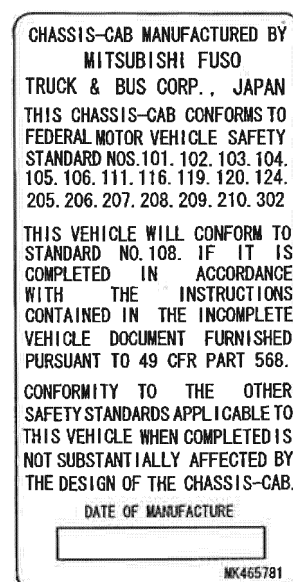 CHASSIS-CAB MANUFACTURED BY
MITSUBISHI FUSO
TRUCK & BUS CORP., JAPAN
THIS CHASSIS-CAB CONFORMS TO
FEDERAL MOTOR VEHICLE SAFETY
STANDARD NOS.101. 102. 103. 104.
105. 106. 111. 116. 119. 120. 124.
205. 206. 207. 208. 209. 210. 302
THIS VEHICLE WILL CONFORM TO
STANDARD NO.108. IF IT IS
COMPLETED IN ACCORDANCE
WITH THE INSTRUCTIONS
CONTAINED IN THE INCOMPLETE
VEHICLE DOCUMENT FURNISHED
PURSUANT TO 49 CFR PART 568.
CONFORMITY TO THE OTHER
SAFETY STANDARDS APPLICABLE TO
THIS VEHICLE WHEN COMPLETED IS
NOT SUBSTANTIALLY AFFECTED BY
THE DESIGN OF THE CHASSIS-CAB.
DATE OF MANUFACTURE
MK465781